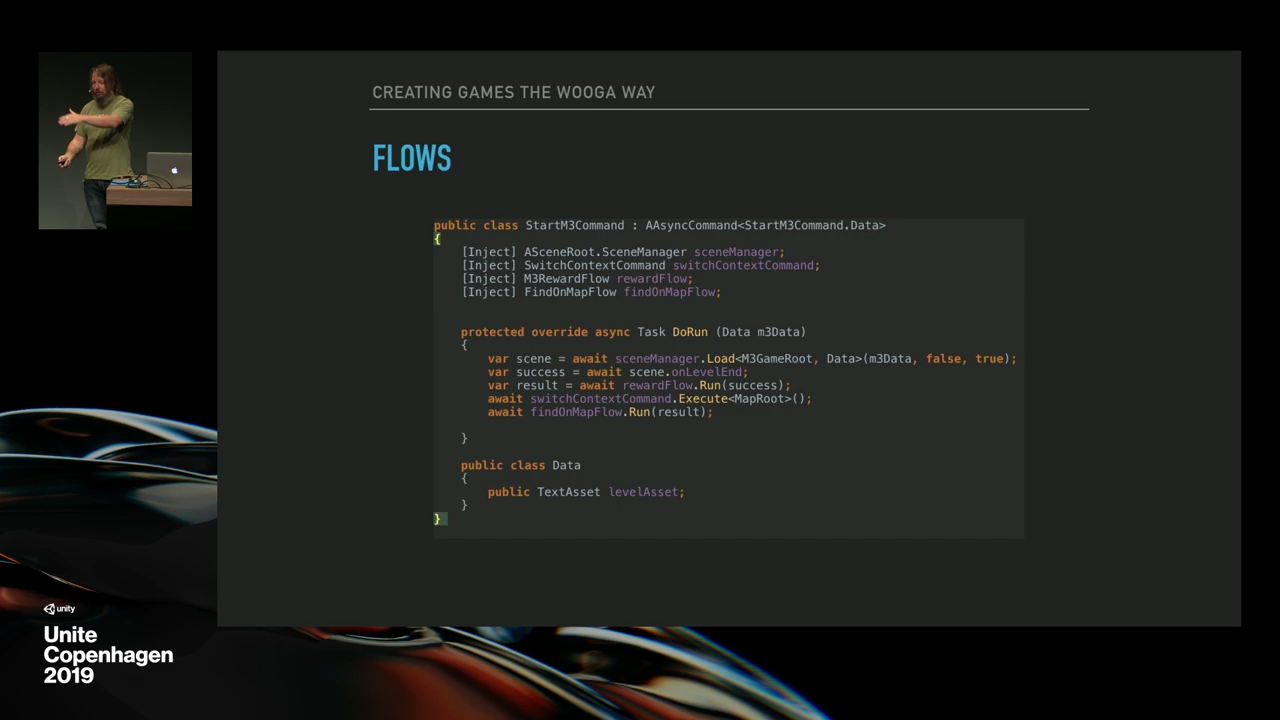 CREATING GAMES THE WOOGA WAY
FLOWS
public class StartM3Command : AAsyncCommand<StartM3Command.Data>
{
[Inject] ASceneRoot.SceneManager sceneManager;
[Inject] SwitchContextCommand switchContextCommand;
[Inject] M3RewardFlow rewardFlow;
[Inject] FindOnMapFlow findOnMapFlow;
protected override async Task DoRun (Data m3Data)
{
var scene = await sceneManager.Load<M3GameRoot, Data>(m3Data, false, true);
var success = await scene.onLevelEnd;
var result = await rewardFlow.Run(success);
await switchContextCommand.Execute<MapRoot>();
await findOnMapFlow.Run(result);
}
public class Data
{
public TextAsset levelAsset;
}
}
unity
Unite
Copenhagen
2019